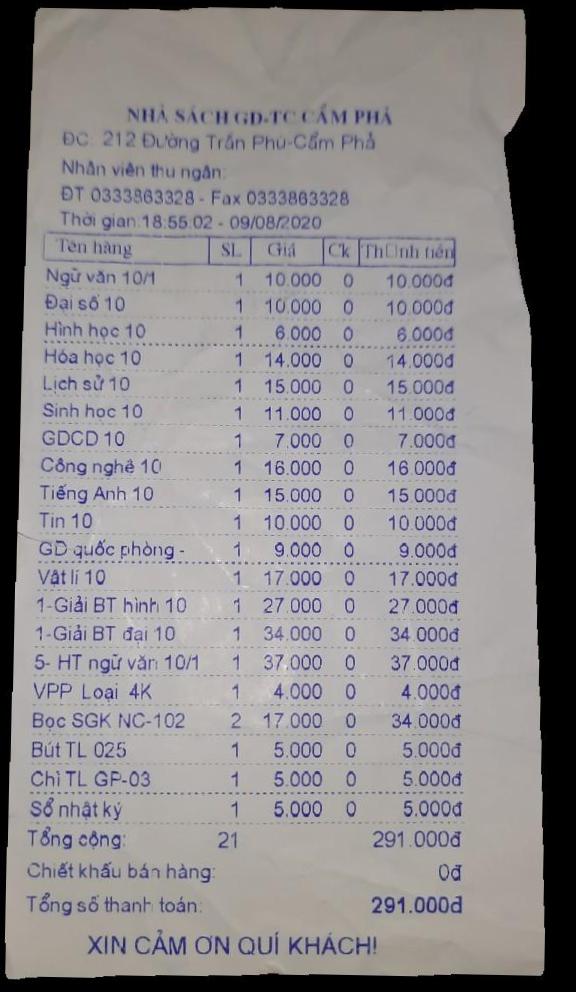 NHÀ SÁCH GD-TC CẨM PHẢ
ĐC: 212 Đường Trần Phú-Cẩm Phả
Nhân viên thu ngân:
ĐT 0333863328 - Fax 0333863328
Thời gian:18:55:02 - 09/08/2020
Tên hàng SL Giá Ck Th□nh tiền
Ngữ văn 10/1 1 10.000 0 10.000đ
Đại số 10 1 10.000 0 10.000đ
Hình học 10 1 6.000 0 6.000đ
Hóa học 10 1 14.000 0 14.000đ
Lịch sử 10 1 15.000 0 15.000đ
Sinh học 10 1 11.000 0 11.000đ
GDCD 10 1 7.000 0 7.000đ
Công nghệ 10 1 16.000 0 16.000đ
Tiếng Anh 10 1 15.000 0 15.000đ
Tin 10 1 10.000 0 10.000đ
GD quốc phòng - 1 9.000 0 9.000đ
Vật lí 10 1 17.000 0 17.000đ
1-Giải BT hình 10 1 27.000 0 27.000đ
1-Giải BT đại 10 1 34.000 0 34.000đ
5- HT ngữ văn 10/1 1 37.000 0 37.000đ
VPP Loại 4K 1 4.000 0 4.000đ
Bọc SGK NC-102 2 17.000 0 34.000đ
Bút TL 025 1 5.000 0 5.000đ
Chì TL GP-03 1 5.000 0 5.000đ
Sổ nhật ký 1 5.000 0 5.000đ
Tổng cộng: 21 291.000đ
Chiết khấu bán hàng: 0đ
Tổng số thanh toán: 291.000đ
XIN CẢM ƠN QUÍ KHÁCH!